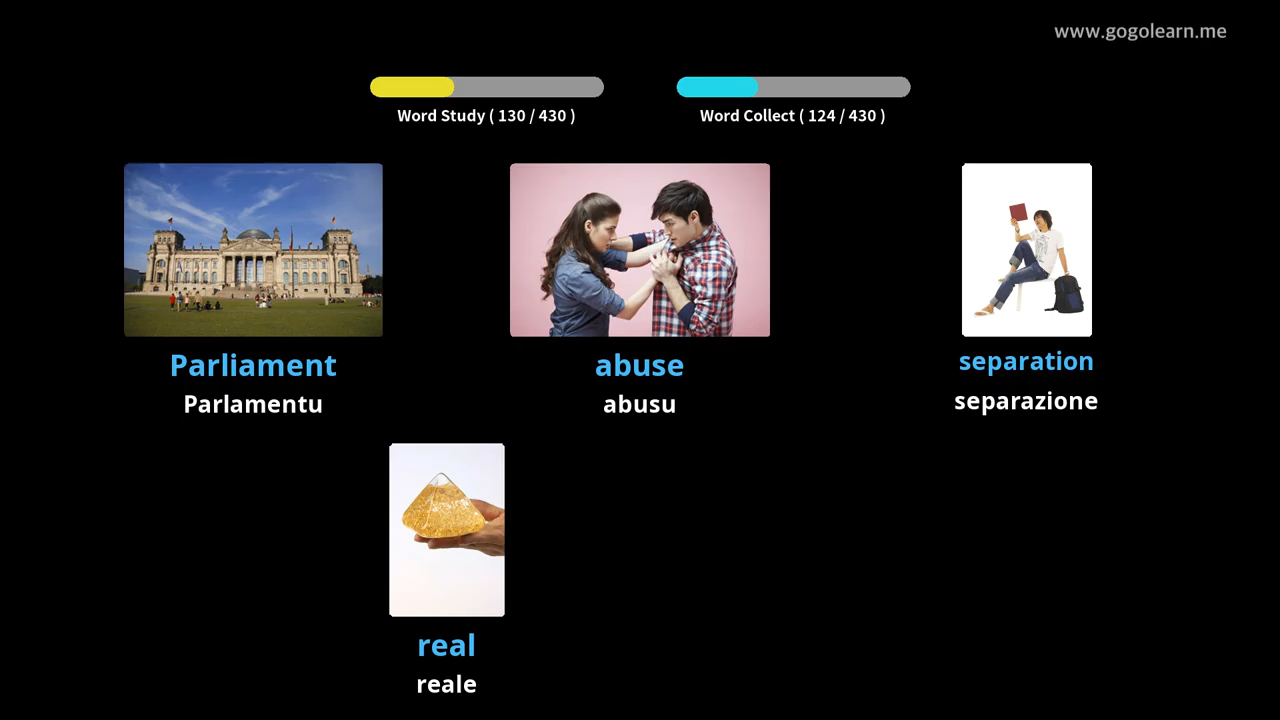 www.gogolearn.me
Word Study ( 130 / 430 )
Word Collect ( 124 / 430 )
Parliament
Parlamentu
abuse
abusu
separation
separazione
real
reale